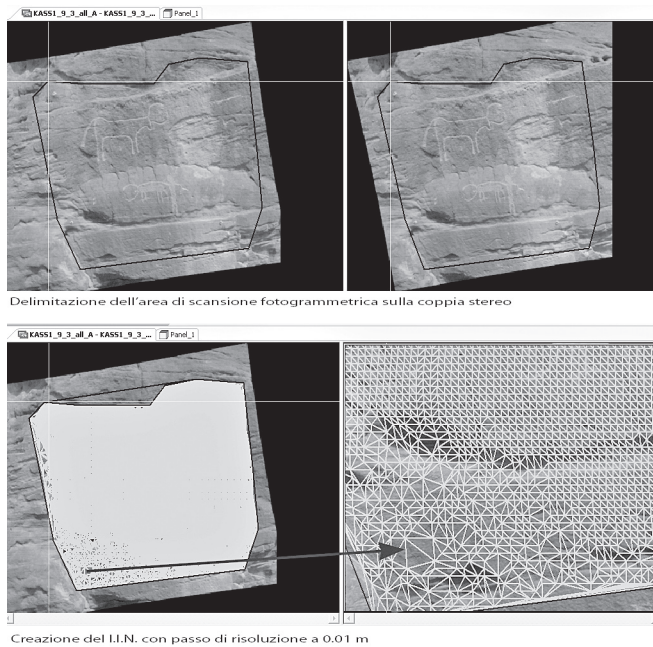 KASS1_9_3_all_A - KASS1_9_3_... Panel_1
Delimitazione dell'area di scansione fotogrammetrica sulla coppia stereo
KASS1_9_3_all_A - KASS1_9_3_... Panel_1
Creazione del I.I.N. con passo di risoluzione a 0.01 m